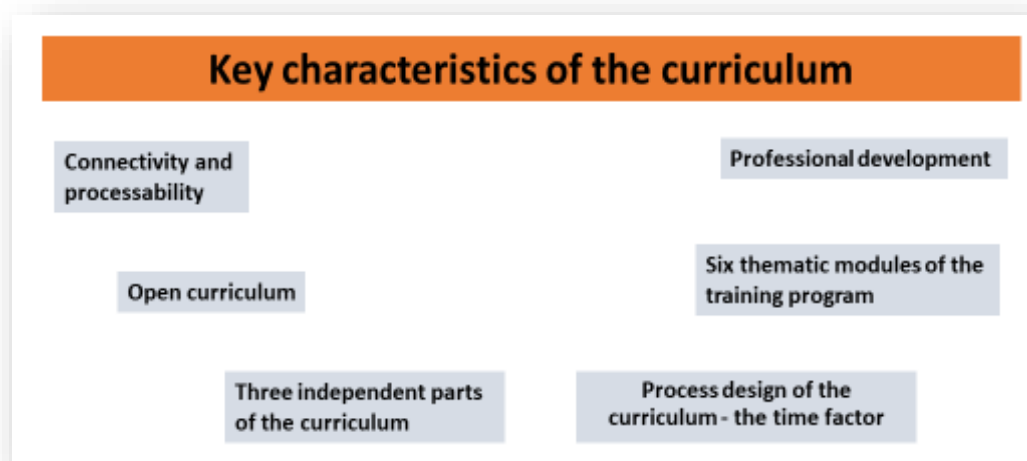 Key characteristics of the curriculum
Connectivity and
processability
Professional development
Open curriculum
Six thematic modules of the
training program
Three independent parts
of the curriculum
Process design of the
curriculum - the time factor